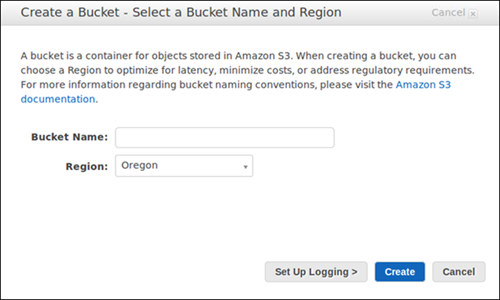 Create a Bucket - Select a Bucket Name and Region
Cancel x
A bucket is a container for objects stored in Amazon S3. When creating a bucket, you can
choose a Region to optimize for latency, minimize costs, or address regulatory requirements.
For more information regarding bucket naming conventions, please visit the Amazon S3
documentation.
Bucket Name:
Region: Oregon
Set Up Logging > Create Cancel